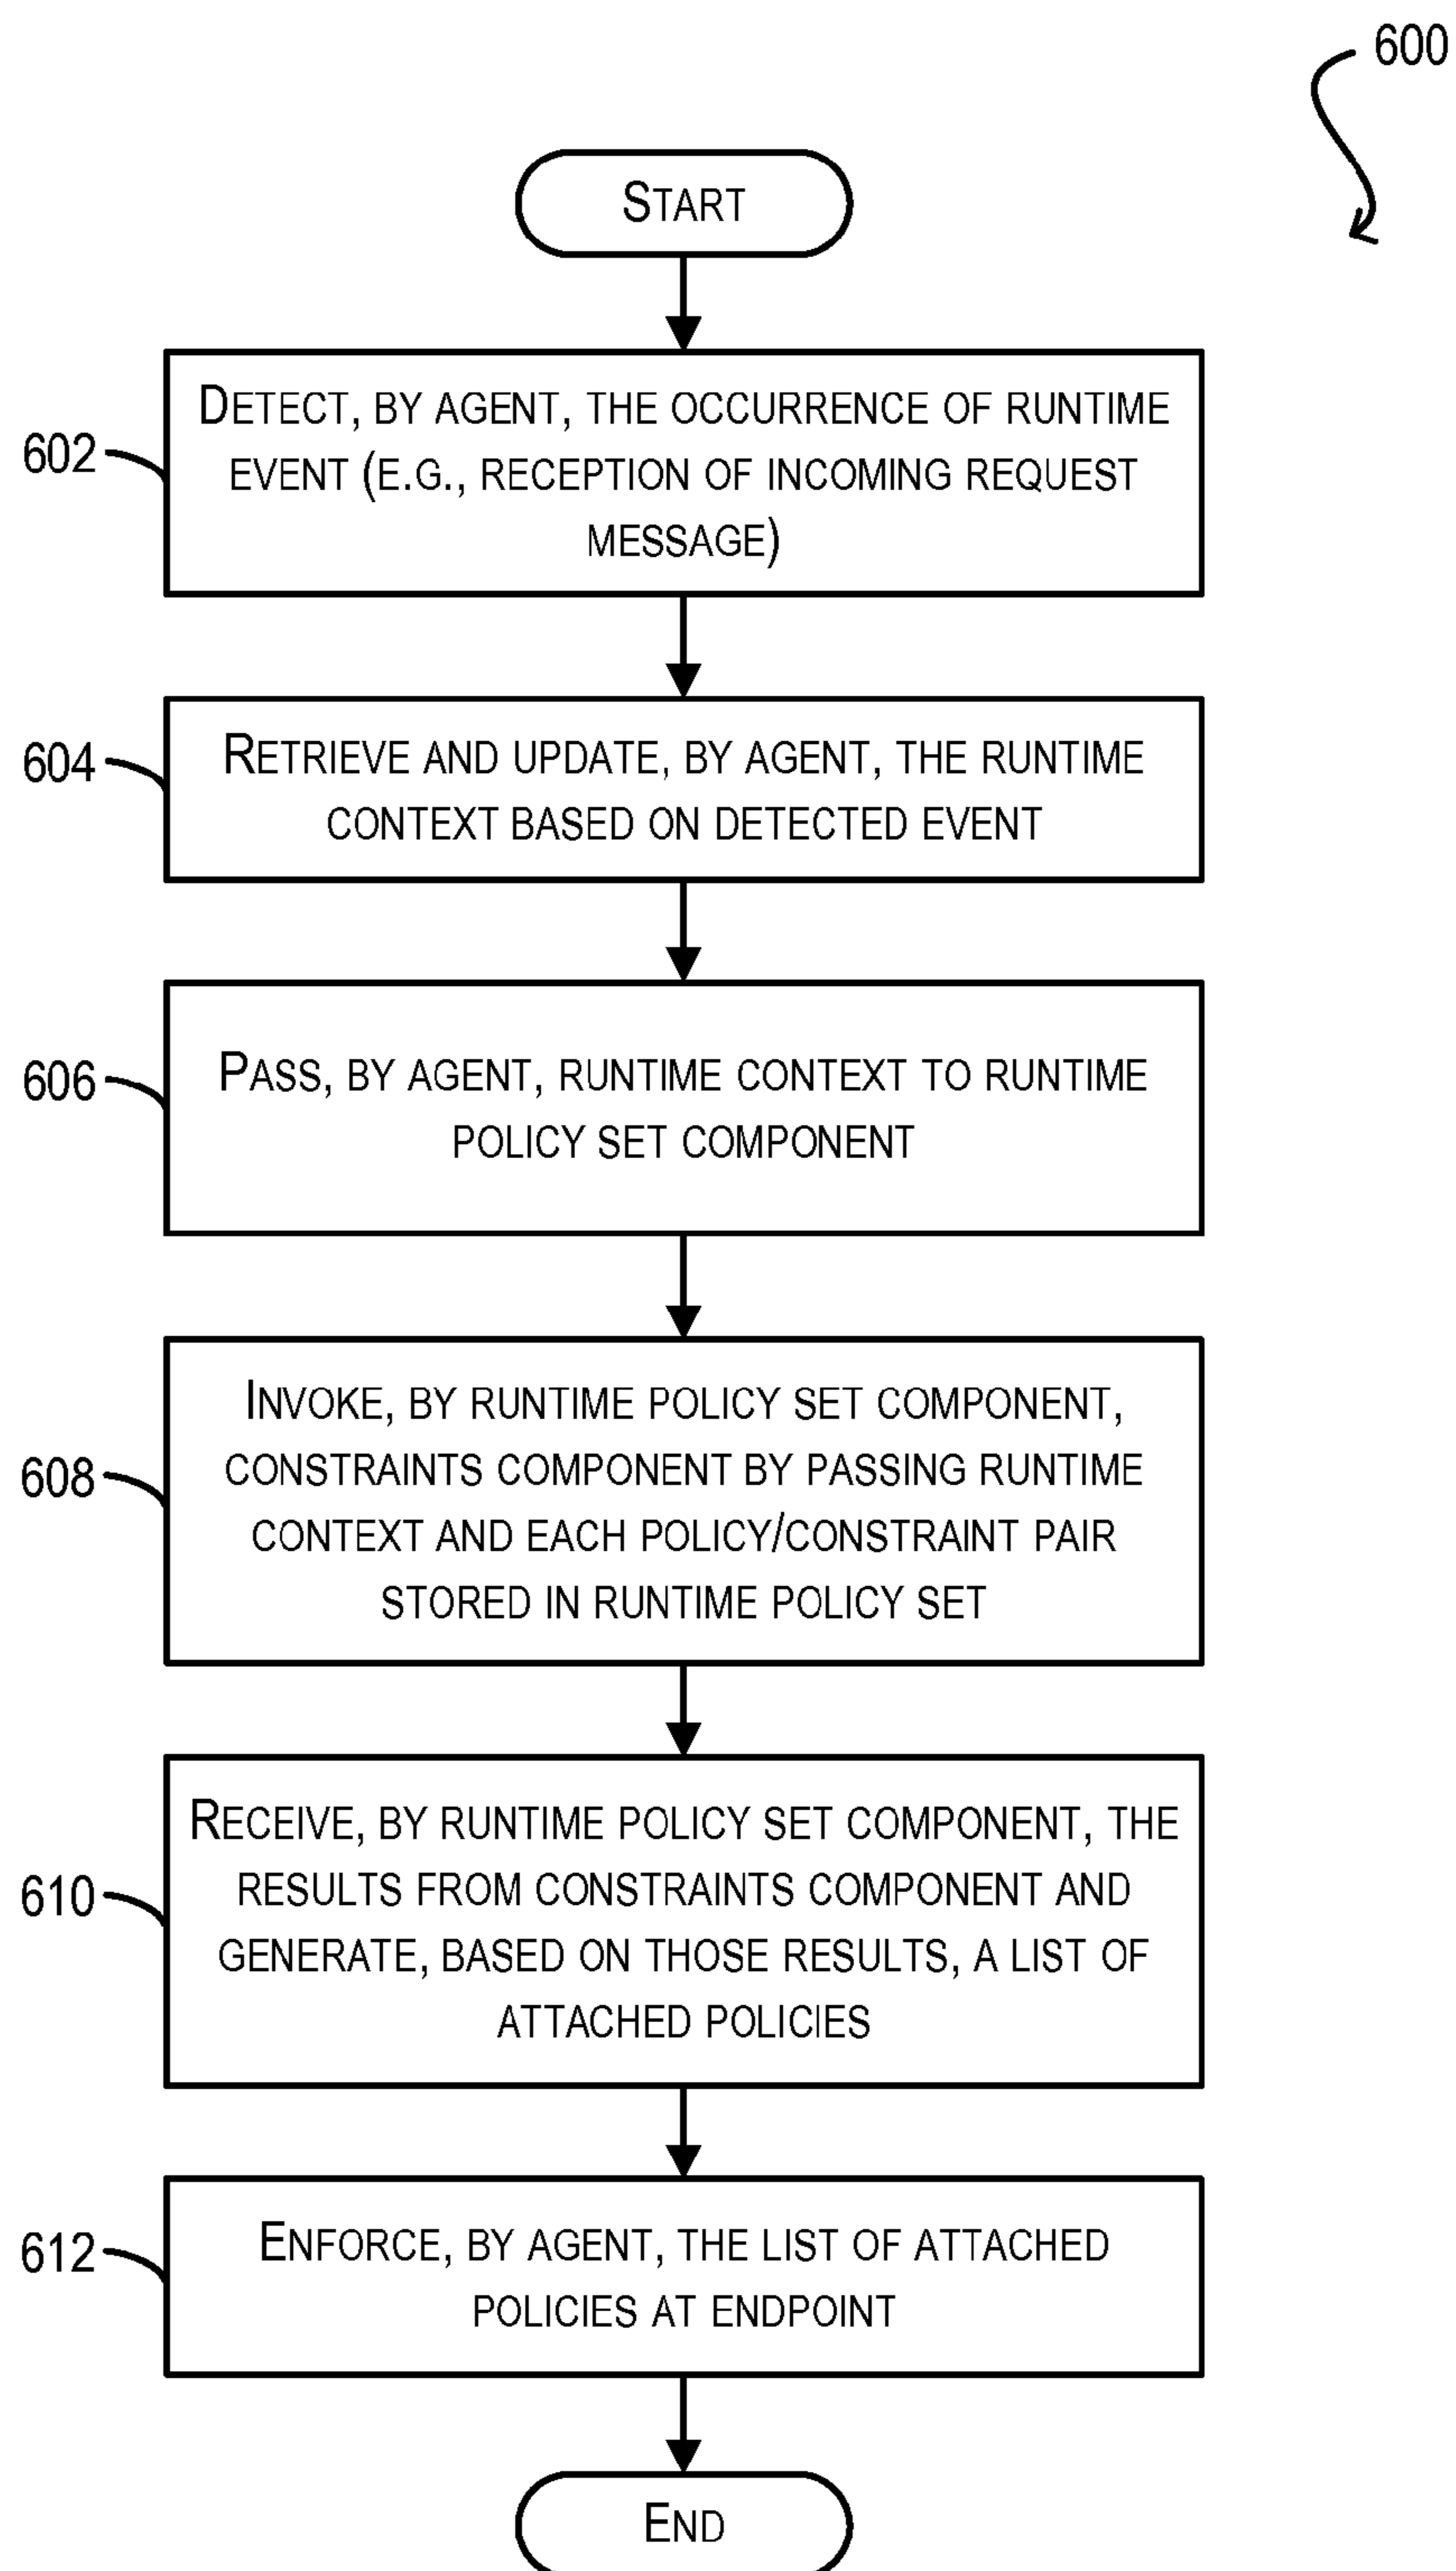 600
START
602
DETECT, BY AGENT, THE OCCURRENCE OF RUNTIME
EVENT (E.G., RECEPTION OF INCOMING REQUEST
MESSAGE)
604
RETRIEVE AND UPDATE, BY AGENT, THE RUNTIME
CONTEXT BASED ON DETECTED EVENT
606
PASS, BY AGENT, RUNTIME CONTEXT TO RUNTIME
POLICY SET COMPONENT
608
INVOKE, BY RUNTIME POLICY SET COMPONENT,
CONSTRAINTS COMPONENT BY PASSING RUNTIME
CONTEXT AND EACH POLICY/CONSTRAINT PAIR
STORED IN RUNTIME POLICY SET
610
RECEIVE, BY RUNTIME POLICY SET COMPONENT, THE
RESULTS FROM CONSTRAINTS COMPONENT AND
GENERATE, BASED ON THOSE RESULTS, A LIST OF
ATTACHED POLICIES
612
ENFORCE, BY AGENT, THE LIST OF ATTACHED
POLICIES AT ENDPOINT
END